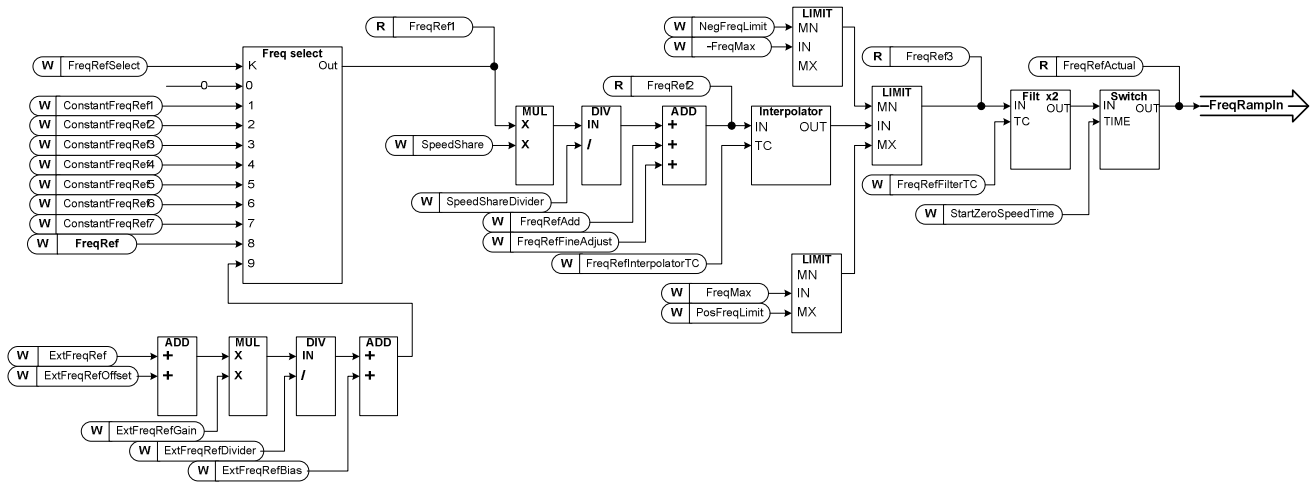 R FreqRef1
W NegFreqLimit
W -FreqMax
LIMIT
MN
IN
MX
Freq select
W FreqRefSelect
K
Out
0
0
W ConstantFreqRef1
1
W ConstantFreqRef2
2
W ConstantFreqRef3
3
W ConstantFreqRef4
4
W ConstantFreqRef5
5
W ConstantFreqRef6
6
W ConstantFreqRef7
7
W FreqRef
8
9
R FreqRef2
R FreqRef3
R FreqRefActual
MUL
X
X
W SpeedShare
DIV
IN
/
W SpeedShareDivider
ADD
+
+
+
W FreqRefAdd
W FreqRefFineAdjust
Interpolator
IN OUT
TC
W FreqRefInterpolatorTC
LIMIT
MN
IN
MX
Filt x2
IN OUT
TC
W FreqRefFilterTC
Switch
IN OUT
TIME
W StartZeroSpeedTime
FreqRampIn
LIMIT
MN
IN
MX
W FreqMax
W PosFreqLimit
W ExtFreqRef
W ExtFreqRefOffset
ADD
+
+
MUL
X
X
W ExtFreqRefGain
DIV
IN
/
W ExtFreqRefDivider
ADD
+
+
W ExtFreqRefBias